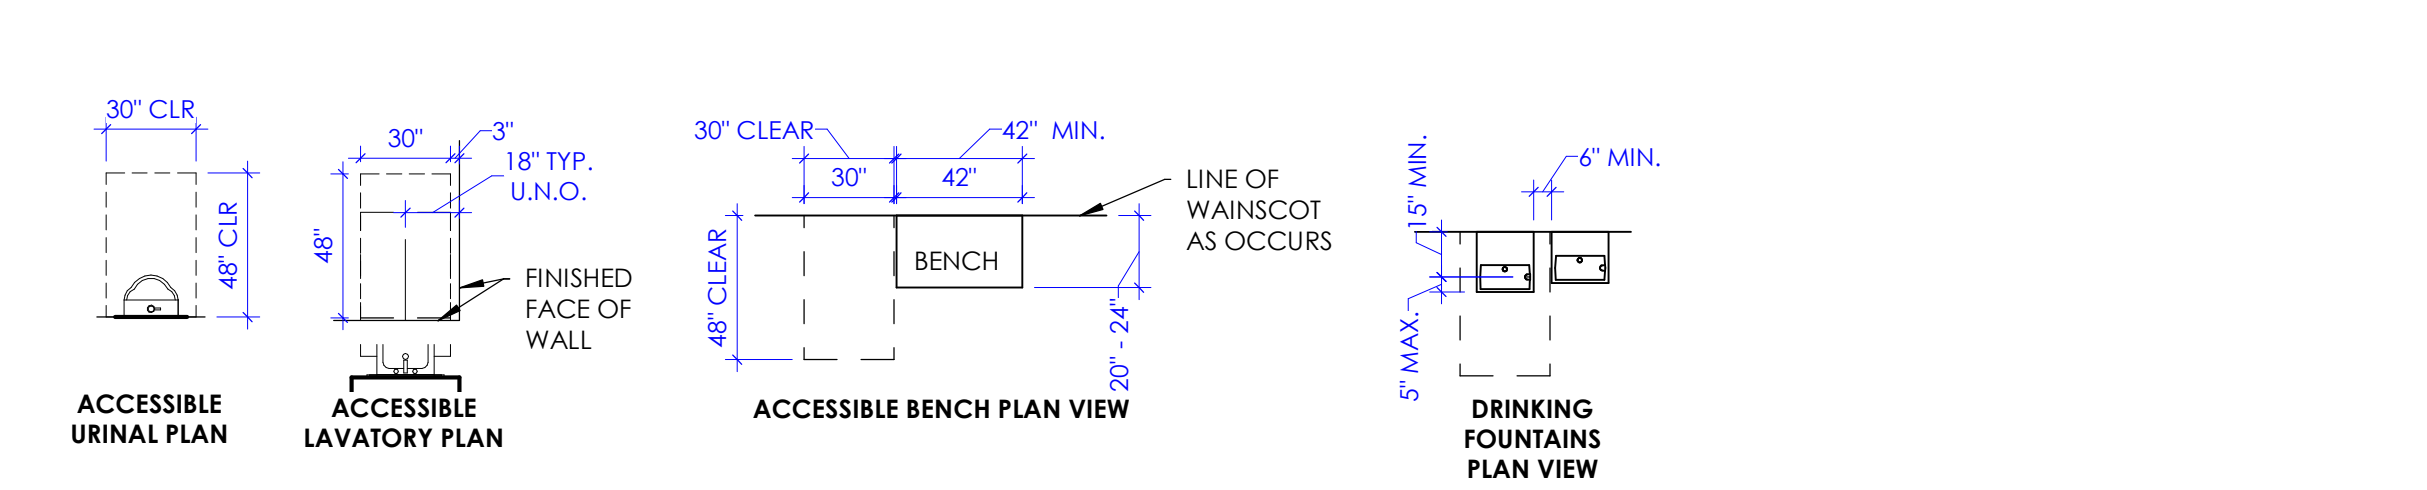 30" CLR
48" CLR
ACCESSIBLE
URINAL PLAN
30"
3"
18" TYP.
U.N.O.
48"
FINISHED
FACE OF
WALL
ACCESSIBLE
LAVATORY PLAN
30" CLEAR
42" MIN.
30"
42"
LINE OF
WAINSCOT
AS OCCURS
48" CLEAR
BENCH
20" - 24"
ACCESSIBLE BENCH PLAN VIEW
15" MIN.
6" MIN.
5" MAX.
DRINKING
FOUNTAINS
PLAN VIEW